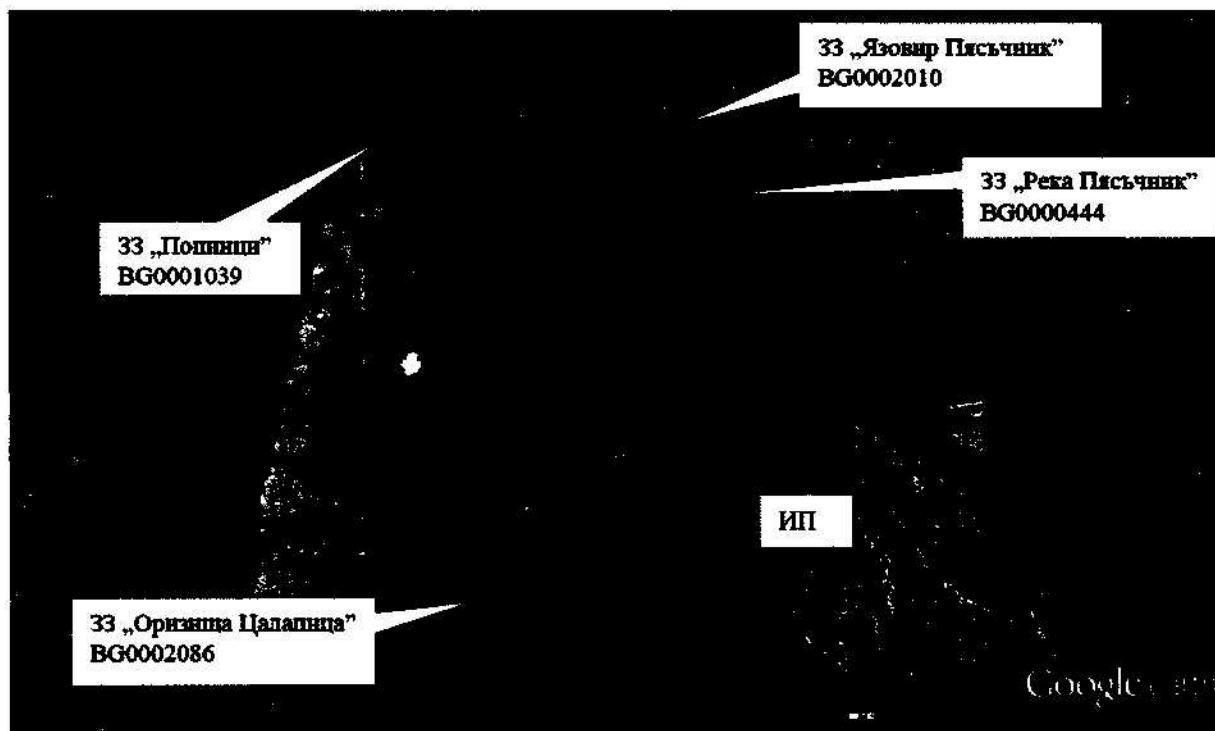 ЗЗ „Язовир Пясъчник”
BG0002010
ЗЗ „Река Пясъчник”
BG0000444
ЗЗ „Попинци”
BG0001039
ИП
ЗЗ „Оризища Цалапица”
BG0002086
Google